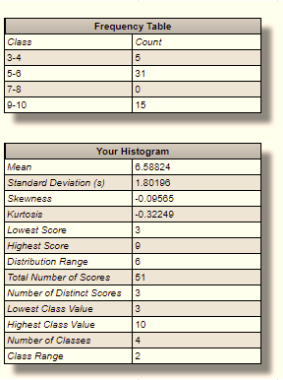 Frequency Table
Class Count
3-4 5
5-6 31
7-8 0
9-10 15
Your Histogram
Mean 6.58824
Standard Deviation (s) 1.80196
Skewness -0.09565
Kurtosis -0.32249
Lowest Score 3
Highest Score 9
Distribution Range 6
Total Number of Scores 51
Number of Distinct Scores 3
Lowest Class Value 3
Highest Class Value 10
Number of Classes 4
Class Range 2